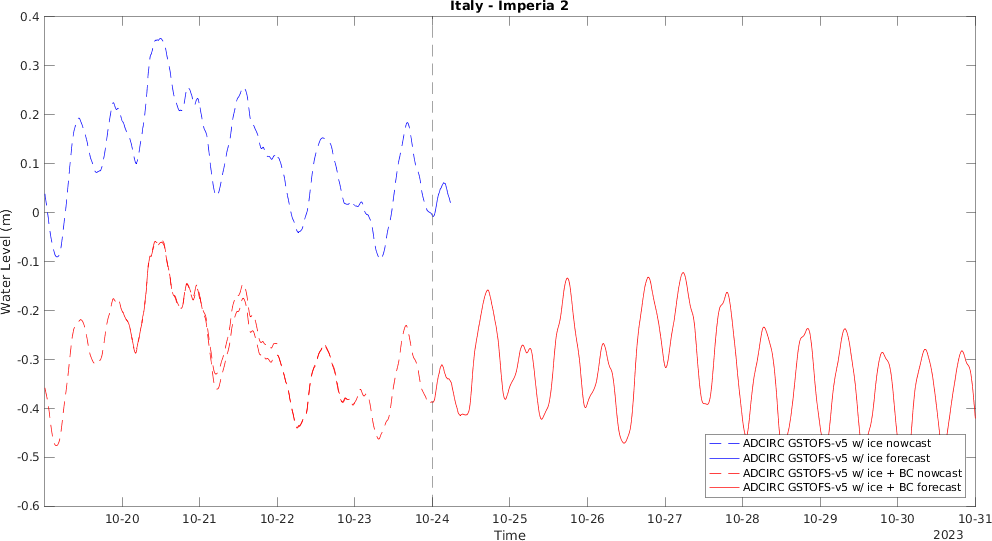 Italy - Imperia 2
Water Level (m)
0.4
0.3
0.2
0.1
0
-0.1
-0.2
-0.3
-0.4
-0.5
-0.6
ADCIRC GSTOFS-v5 w/ ice nowcast
ADCIRC GSTOFS-v5 w/ ice forecast
ADCIRC GSTOFS-v5 w/ ice + BC nowcast
ADCIRC GSTOFS-v5 w/ ice + BC forecast
10-20 10-21 10-22 10-23 10-24 10-25 10-26 10-27 10-28 10-29 10-30 10-31
Time
2023